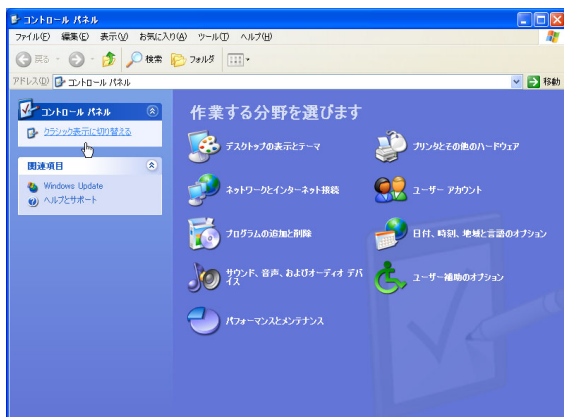 コントロール パネル
ファイル(F) 編集(E) 表示(V) お気に入り(A) ツール(T) ヘルプ(H)
戻る 検索 フォルダ
アドレス(D) コントロール パネル 移動
コントロール パネル
クラシック表示に切り替える
関連項目
Windows Update
ヘルプとサポート
作業する分野を選びます
デスクトップの表示とテーマ
プリンタとその他のハードウェア
ネットワークとインターネット接続
ユーザー アカウント
プログラムの追加と削除
日付、時刻、地域と言語のオプション
サウンド、音声、およびオーディオ デバ
イス
ユーザー補助のオプション
パフォーマンスとメンテナンス